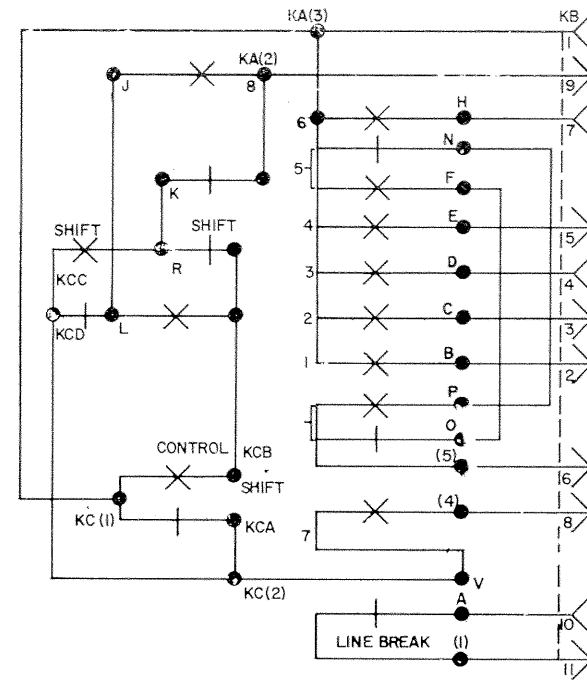 KA(3)
KB
1
J
KA(2)
8
9
6
H
7
N
5
K
F
SHIFT
SHIFT
4
E
5
R
KCC
3
D
4
KCD
L
2
C
3
1
B
2
P
O
CONTROL
KCB
(5)
SHIFT
6
KC(1)
KCA
(4)
8
7
KC(2)
V
A
10
LINE BREAK
(1)
11